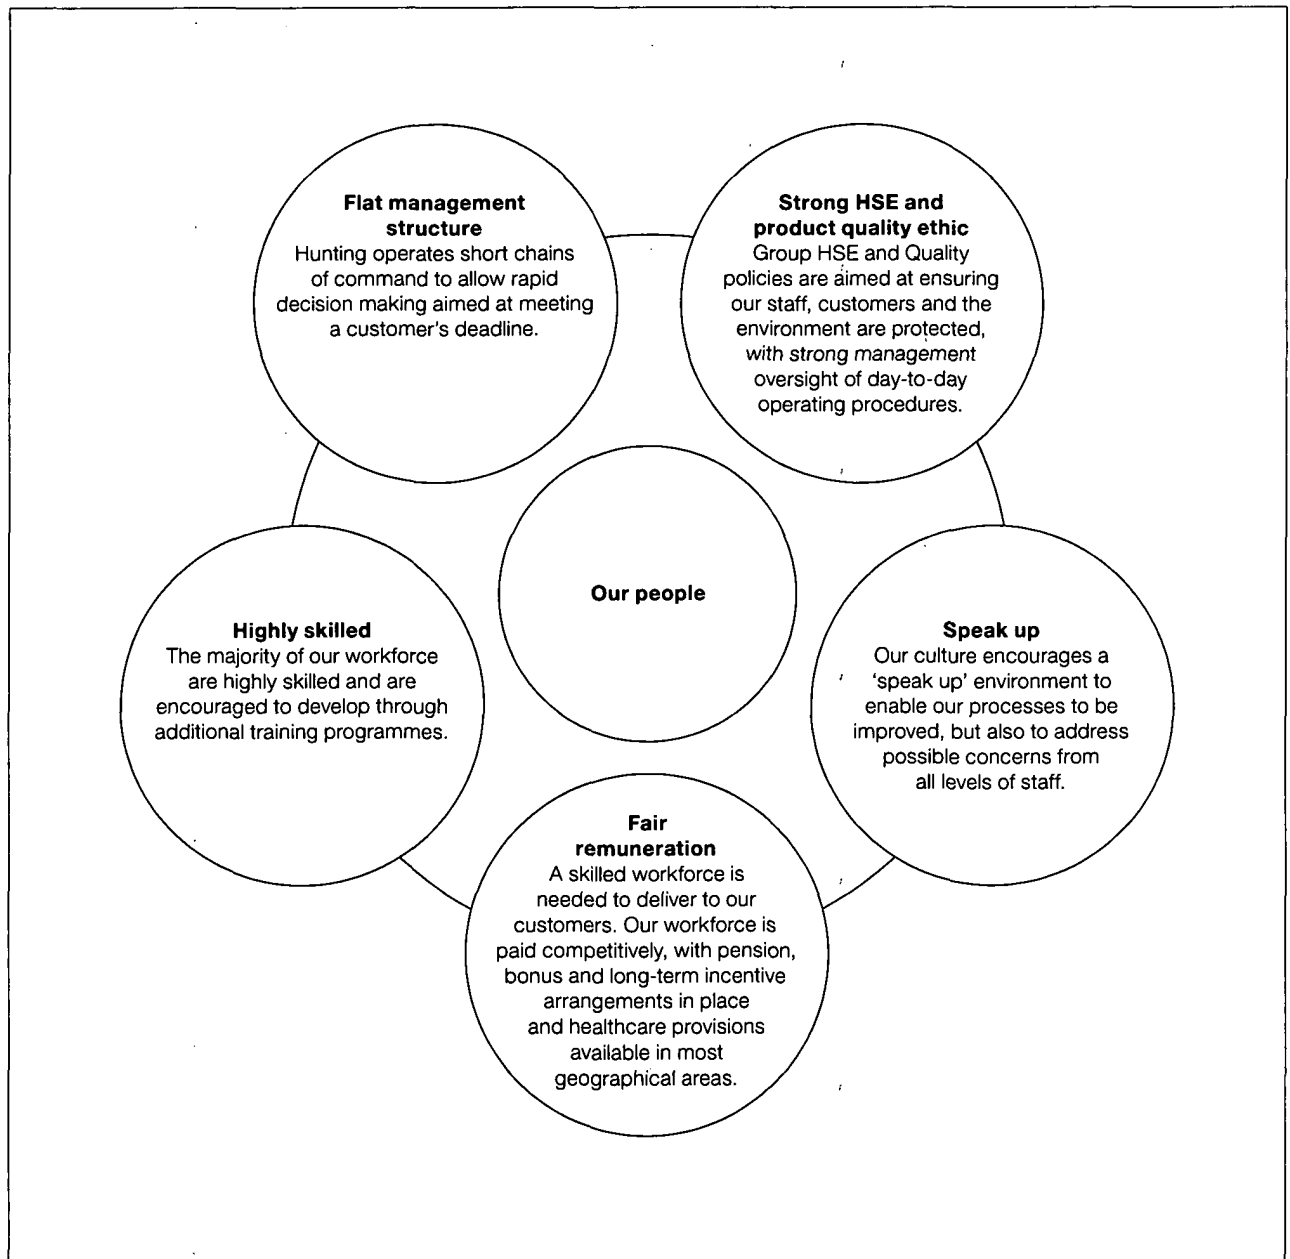 Flat management
structure
Hunting operates short chains
of command to allow rapid
decision making aimed at meeting
a customer's deadline.
Strong HSE and
product quality ethic
Group HSE and Quality
policies are aimed at ensuring
our staff, customers and the
environment are protected,
with strong management
oversight of day-to-day
operating procedures.
Our people
Highly skilled
The majority of our workforce
are highly skilled and are
encouraged to develop through
additional training programmes.
Speak up
Our culture encourages a
‘speak up’ environment to
enable our processes to be
improved, but also to address
possible concerns from
all levels of staff.
Fair
remuneration
A skilled workforce is
needed to deliver to our
customers. Our workforce is
paid competitively, with pension,
bonus and long-term incentive
arrangements in place
and healthcare provisions
available in most
geographical areas.